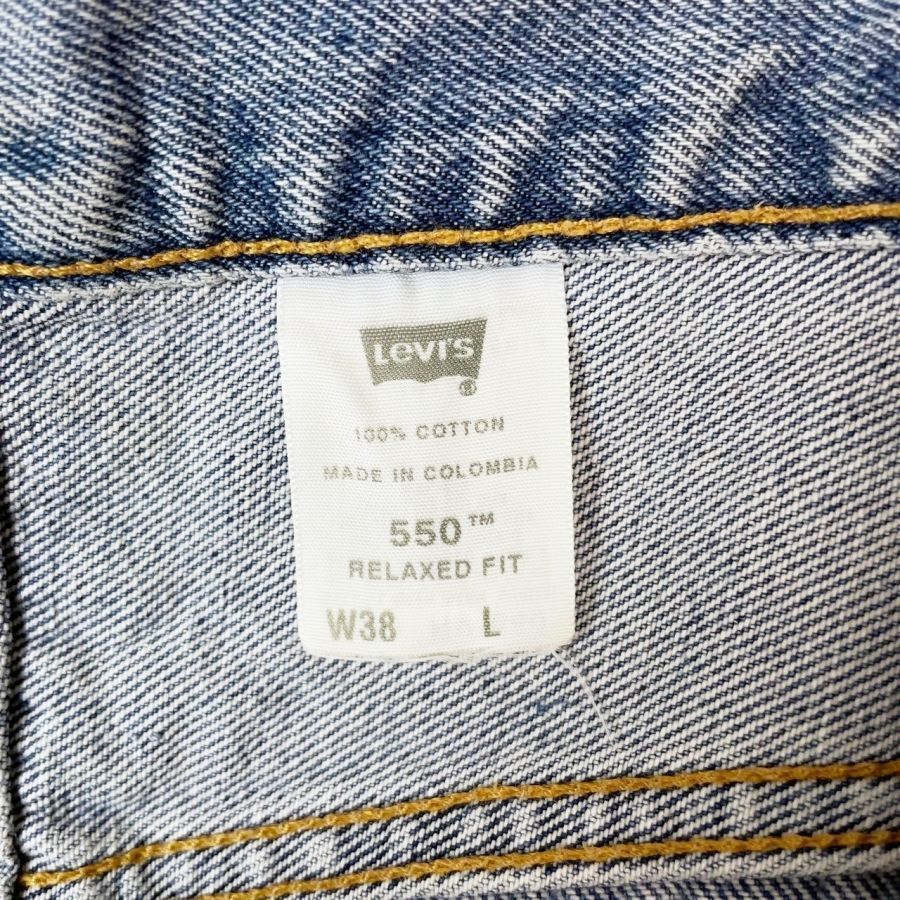 Levi's
®
100% COTTON
MADE IN COLOMBIA
550™
RELAXED FIT
W38 L